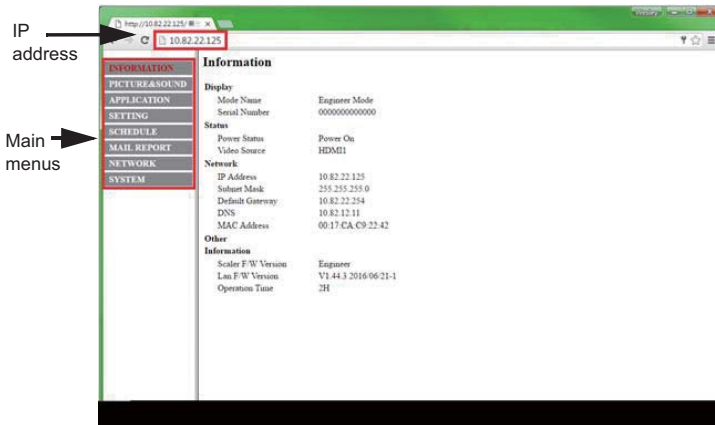 http://10.82.22.125/
IP
address
10.82.22.125
Main
menus
INFORMATION
PICTURE&SOUND
APPLICATION
SETTING
SCHEDULE
MAIL REPORT
NETWORK
SYSTEM
Information
Display
Mode Name Engineer Mode
Serial Number 0000000000000
Status
Power Status Power On
Video Source HDMI1
Network
IP Address 10.82.22.125
Subnet Mask 255.255.255.0
Default Gateway 10.82.22.254
DNS 10.82.12.11
MAC Address 00:17:CA:C9:22:42
Other
Information
Scaler F/W Version Engineer
Lan F/W Version V1.44.3 2016/06/21-1
Operation Time 2H